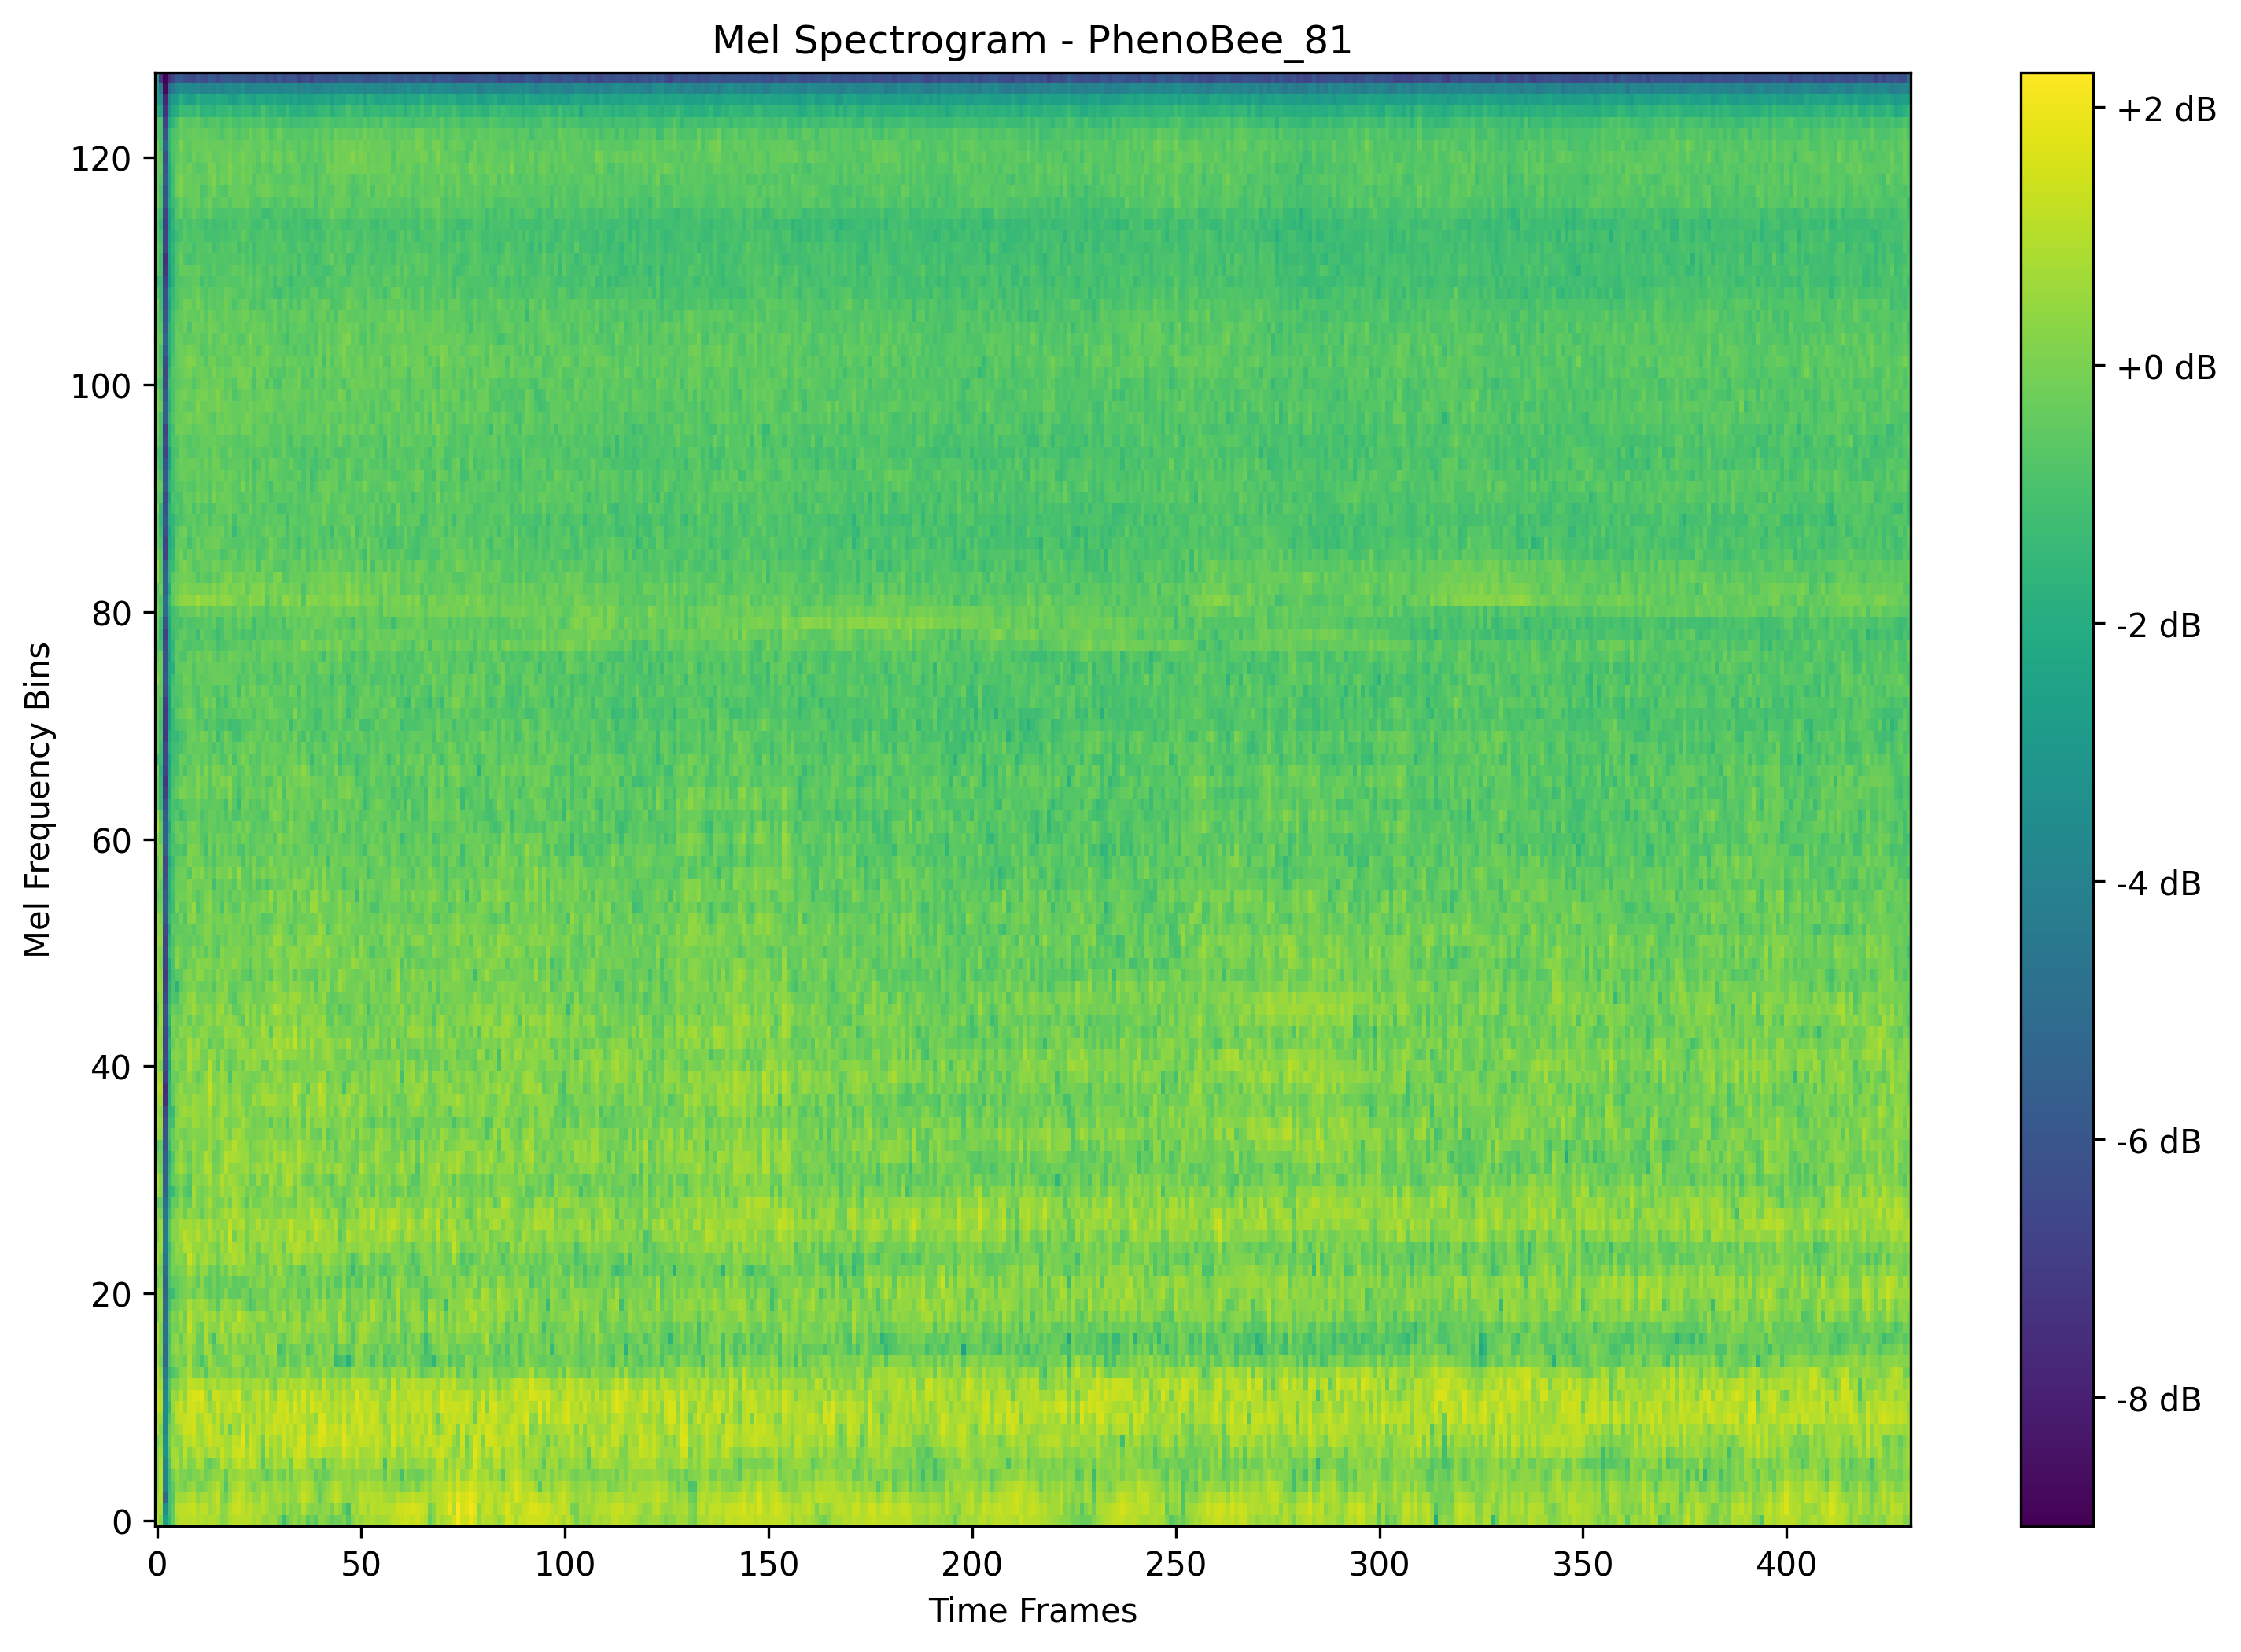 Mel Spectrogram - PhenoBee_81
Mel Frequency Bins
120
100
80
60
40
20
0
0 50 100 150 200 250 300 350 400
Time Frames
+2 dB
+0 dB
-2 dB
-4 dB
-6 dB
-8 dB